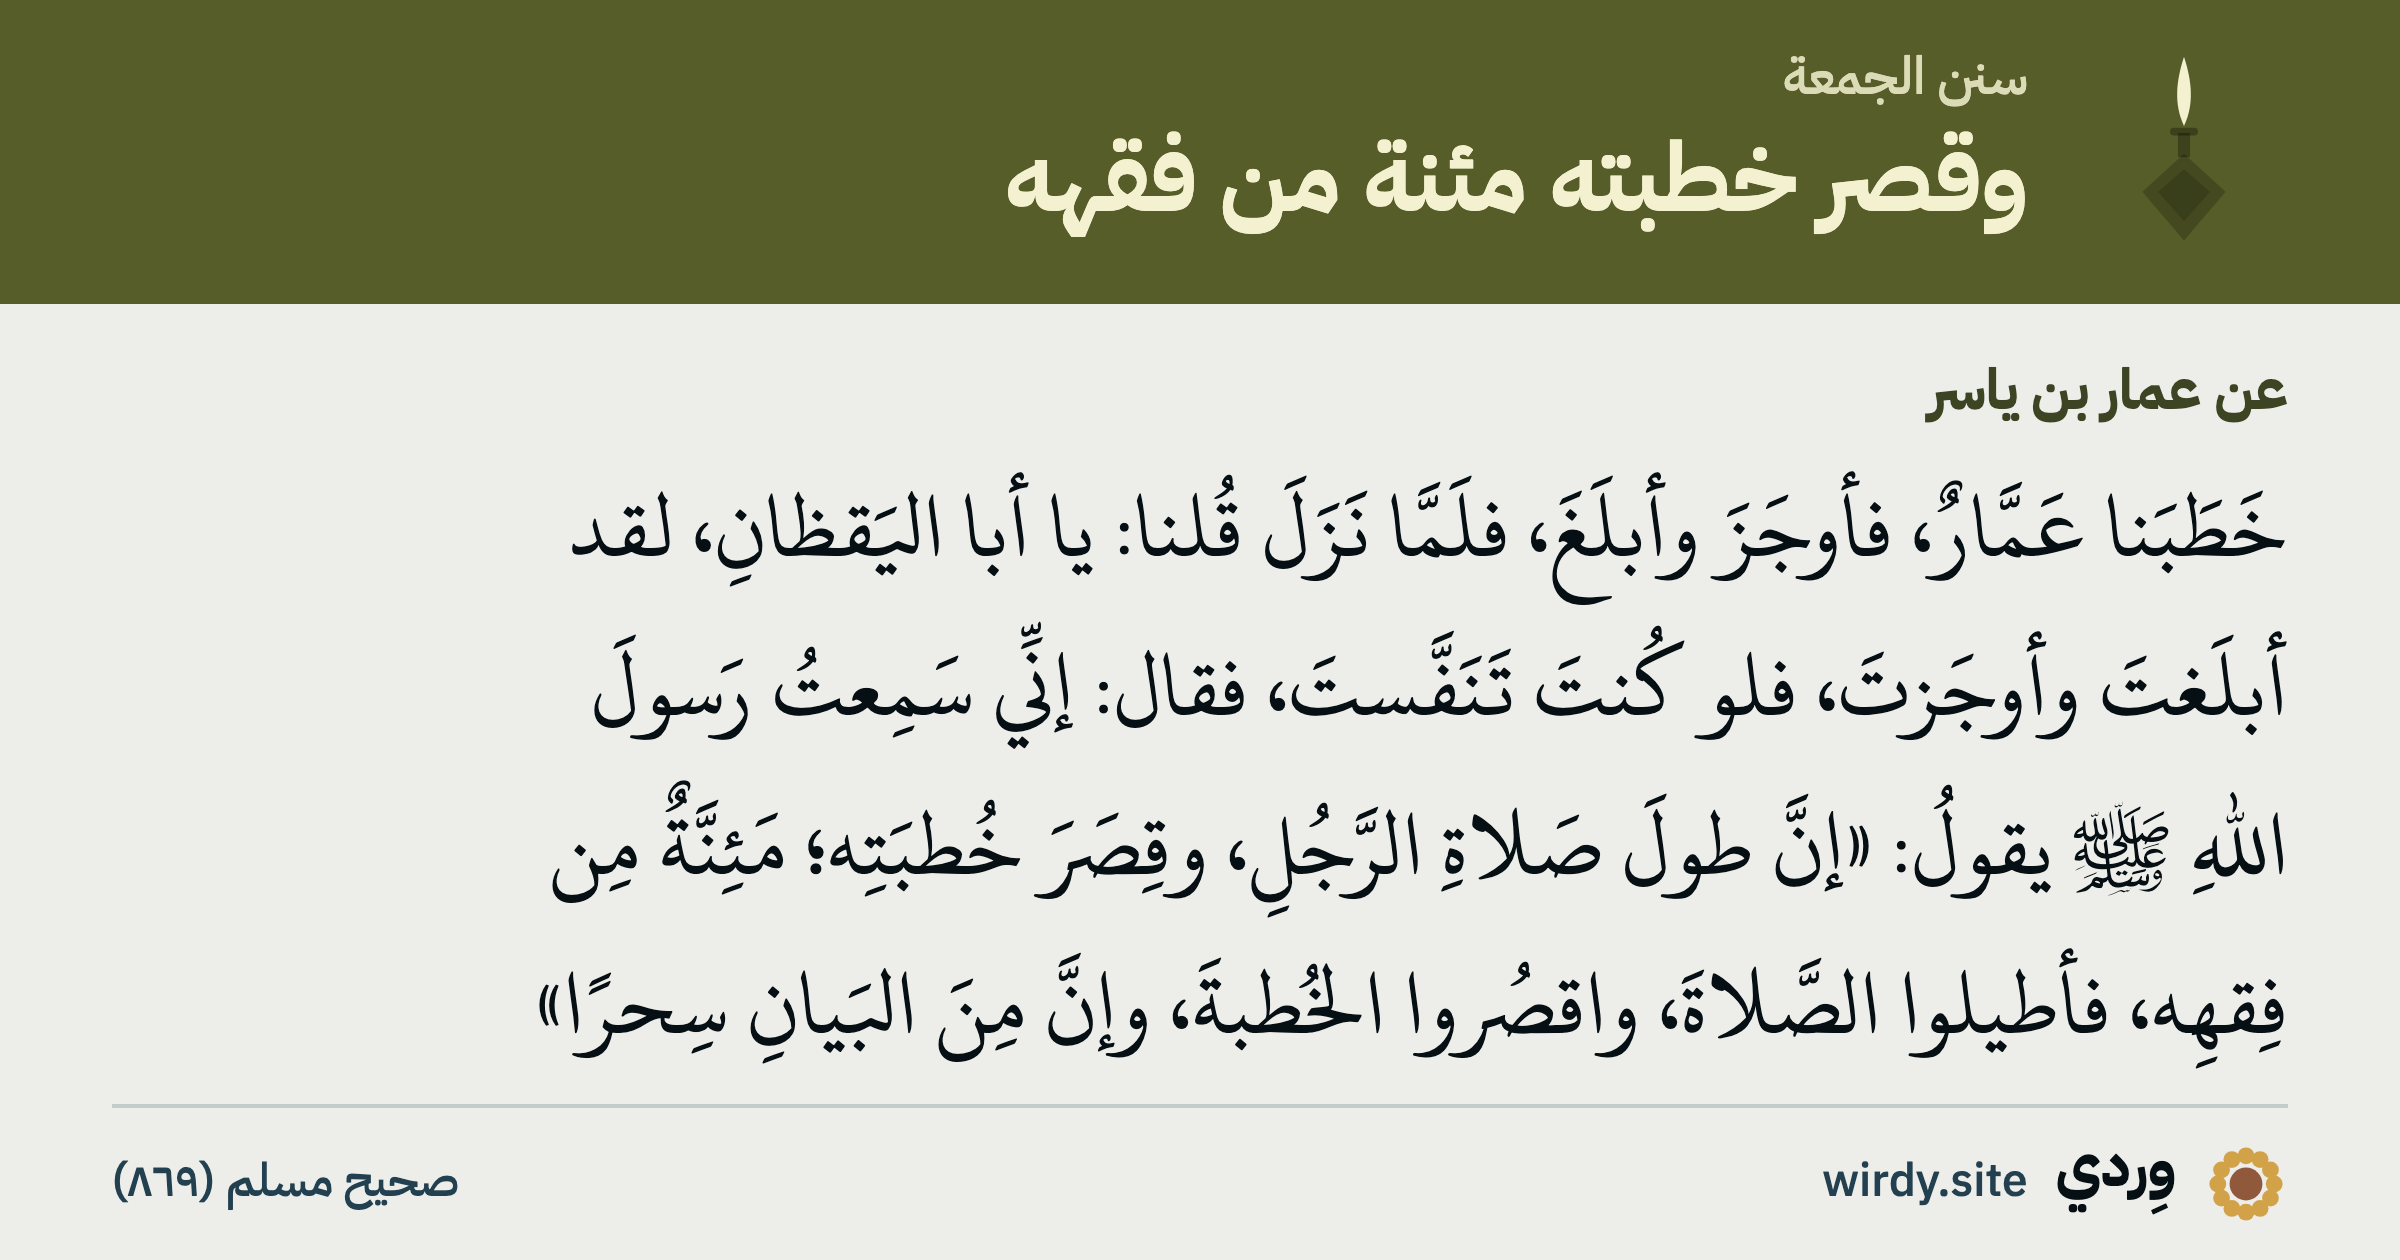 سنن الجمعة
وقصر خطبته مئنة من فقهه
عن عمار بن ياسر
خَطَبَنا عَمَّارٌ، فأوجَزَ وأبلَغَ، فلَمَّا نَزَلَ قُلنا: يا أبا اليَقظانِ، لقد
أبلَغتَ وأوجَزتَ، فلو كُنتَ تَنَفَّستَ، فقال: إنِّي سَمِعتُ رَسولَ
اللهِ ﷺ يقولُ: «إنَّ طولَ صَلاةِ الرَّجُلِ، وقِصَرَ خُطبَتِه؛ مَئِنَّةٌ مِن
فِقهِه، فأطيلوا الصَّلاةَ، واقصُروا الخُطبةَ، وإنَّ مِنَ البَيانِ سِحرًا»
وِردي wirdy.site
صحيح مسلم (٨٦٩)